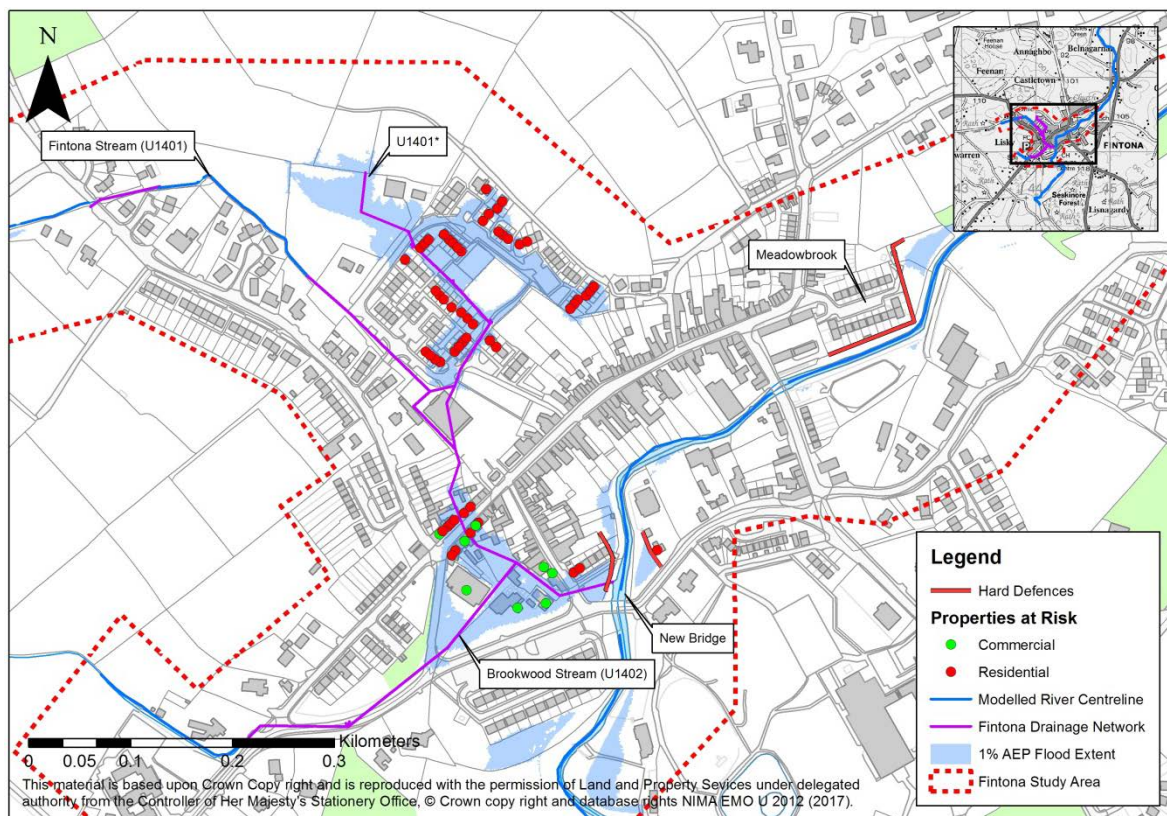 N
Fintona Stream (U1401)
U1401*
Meadowbrook
New Bridge
Brookwood Stream (U1402)
Feenan
House
Annaghbo
Belnagarna
Feenan
Castletown
FINTONA
warren
Seskinore
Forest
Lisnagardy
Legend
Hard Defences
Properties at Risk
Commercial
Residential
Modelled River Centreline
Fintona Drainage Network
1% AEP Flood Extent
Fintona Study Area
Kilometers
0 0.05 0.1 0.2 0.3
This material is based upon Crown Copy right and is reproduced with the permission of Land and Property Sevices under delegated
authority from the Controller of Her Majesty's Stationery Office, © Crown copy right and database rights NIMA EMO U 2012 (2017).